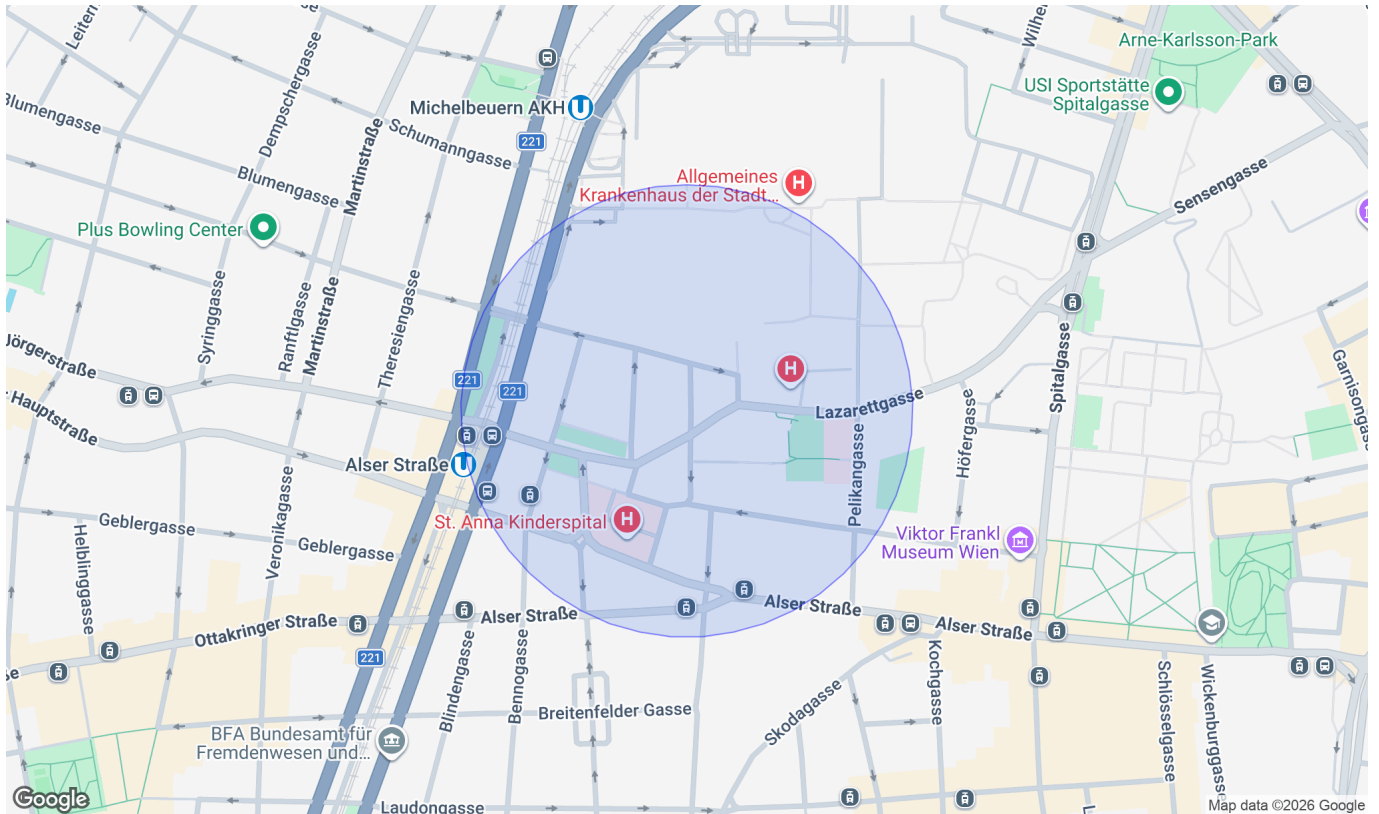 Leitern
Dempschergasse
Wilhe
Arne-Karlsson-Park
USI Sportstätte
Spitalgasse
Michelbeuern AKH
Blumengasse
Schumanngasse
221
Martinstraße
Blumengasse
Allgemeines
Krankenhaus der Stadt...
H
Sensengasse
Plus Bowling Center
Syringgasse
Ranftlgasse
Martinstraße
Theresiengasse
Jörgerstraße
221
221
H
Spitalgasse
Garnisongasse
Hauptstraße
Lazarettgasse
Höfergasse
Pelikangasse
Alser Straße
Veronikagasse
Geblergasse
Geblergasse
Helblinggasse
St. Anna Kinderspital
H
Viktor Frankl
Museum Wien
Alser Straße
Alser Straße
Alser Straße
Ottakringer Straße
ße
221
Blindengasse
Bennogasse
Kochgasse
Schlösselgasse
Wickenburggasse
Breitenfelder Gasse
Skodagasse
BFA Bundesamt für
Fremdenwesen und...
Laudongasse
Google
Map data ©2026 Google